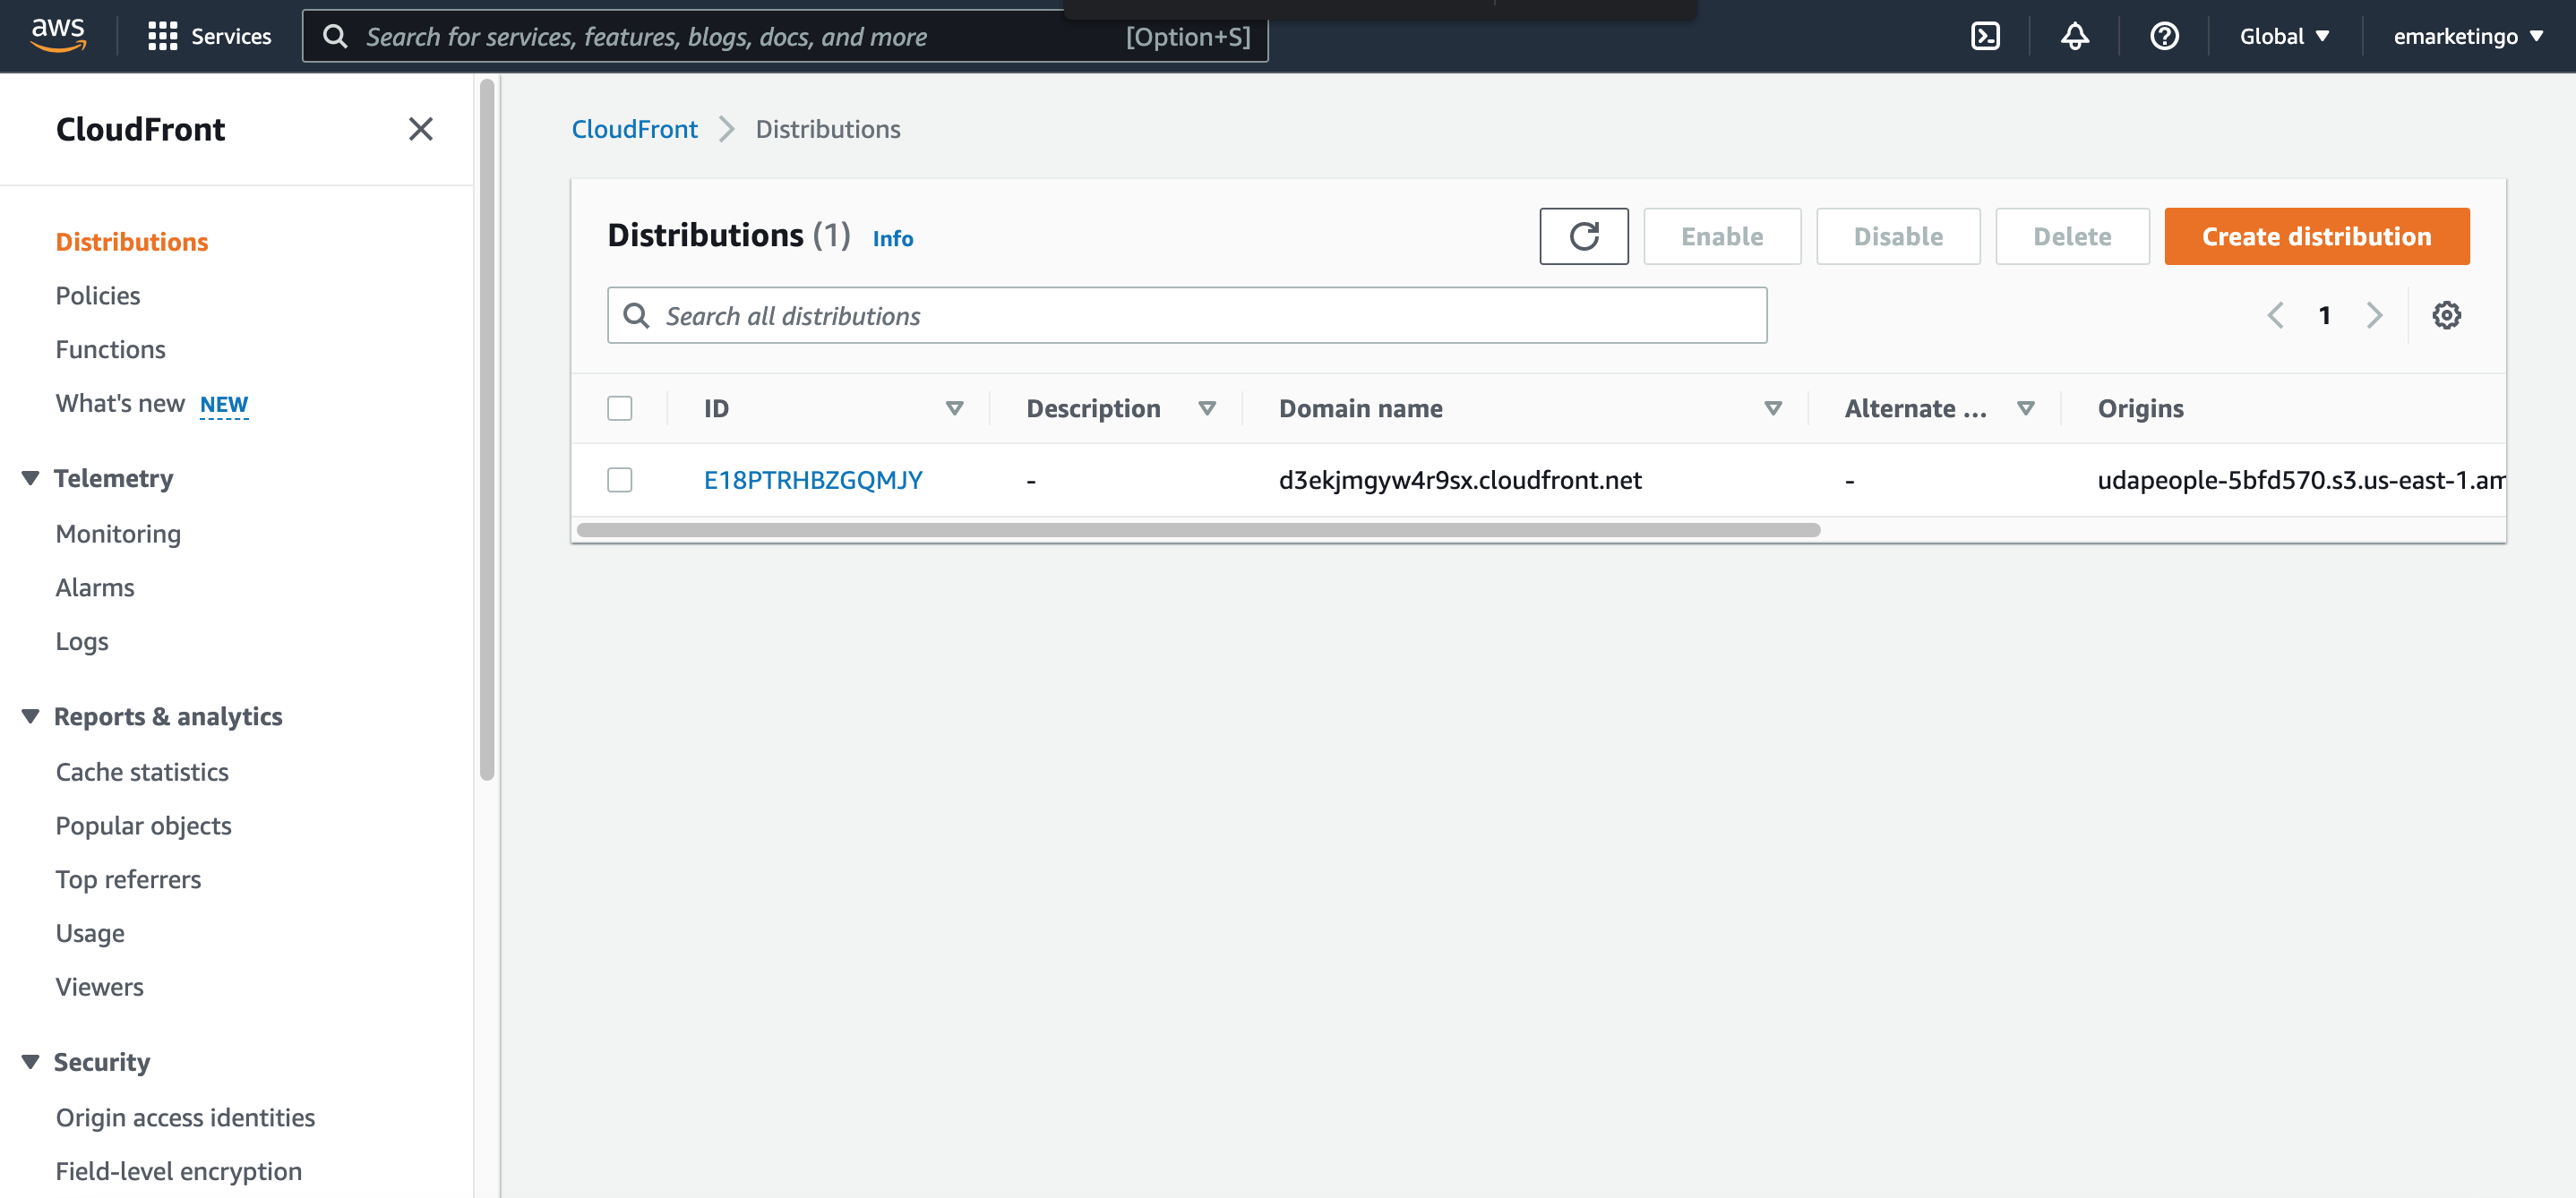 aws Services Search for services, features, blogs, docs, and more [Option+S] Global emarketingo
CloudFront
Distributions
Policies
Functions
What's new NEW
Telemetry
Monitoring
Alarms
Logs
Reports & analytics
Cache statistics
Popular objects
Top referrers
Usage
Viewers
Security
Origin access identities
Field-level encryption
CloudFront Distributions
Distributions (1) Info Enable Disable Delete Create distribution
Search all distributions 1
ID Description Domain name Alternate ... Origins
E18PTRHBZGQMJY - d3ekjmgyw4r9sx.cloudfront.net - udapeople-5bfd570.s3.us-east-1.am